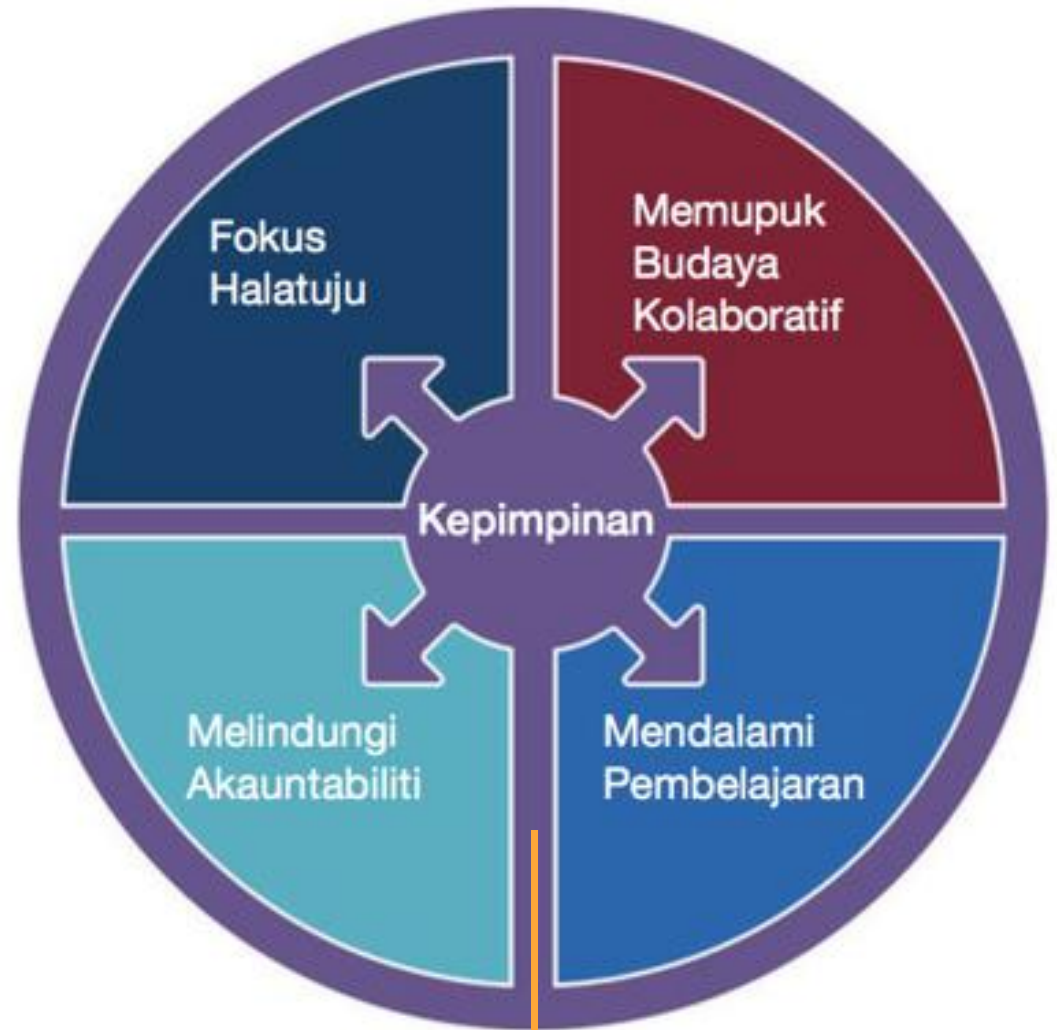 Fokus
Halatuju
Memupuk
Budaya
Kolaboratif
Kepimpinan
Melindungi
Akauntabiliti
Mendalami
Pembelajaran